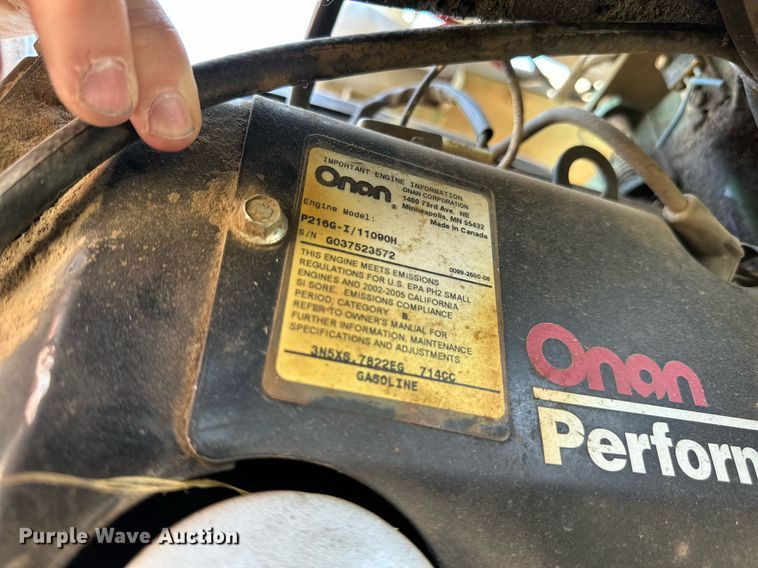 IMPORTANT ENGINE INFORMATION
Onan
ONAN CORPORATION
1400 73rd Ave. NE
Minneapolis, MN 55432
Made in Canada
Engine Model:
P216G-I/11090H
S/N G037523572
0099-2500-06
THIS ENGINE MEETS EMISSIONS
REGULATIONS FOR U.S. EPA PH2 SMALL
ENGINES AND 2002-2005 CALIFORNIA
SI SORE. EMISSIONS COMPLIANCE
PERIOD: CATEGORY B.
REFER TO OWNER'S MANUAL FOR
FURTHER INFORMATION, MAINTENANCE
SPECIFICATIONS AND ADJUSTMENTS
3N5XS.7822EG 714CC
GASOLINE
Onan
Perform
Purple Wave Auction